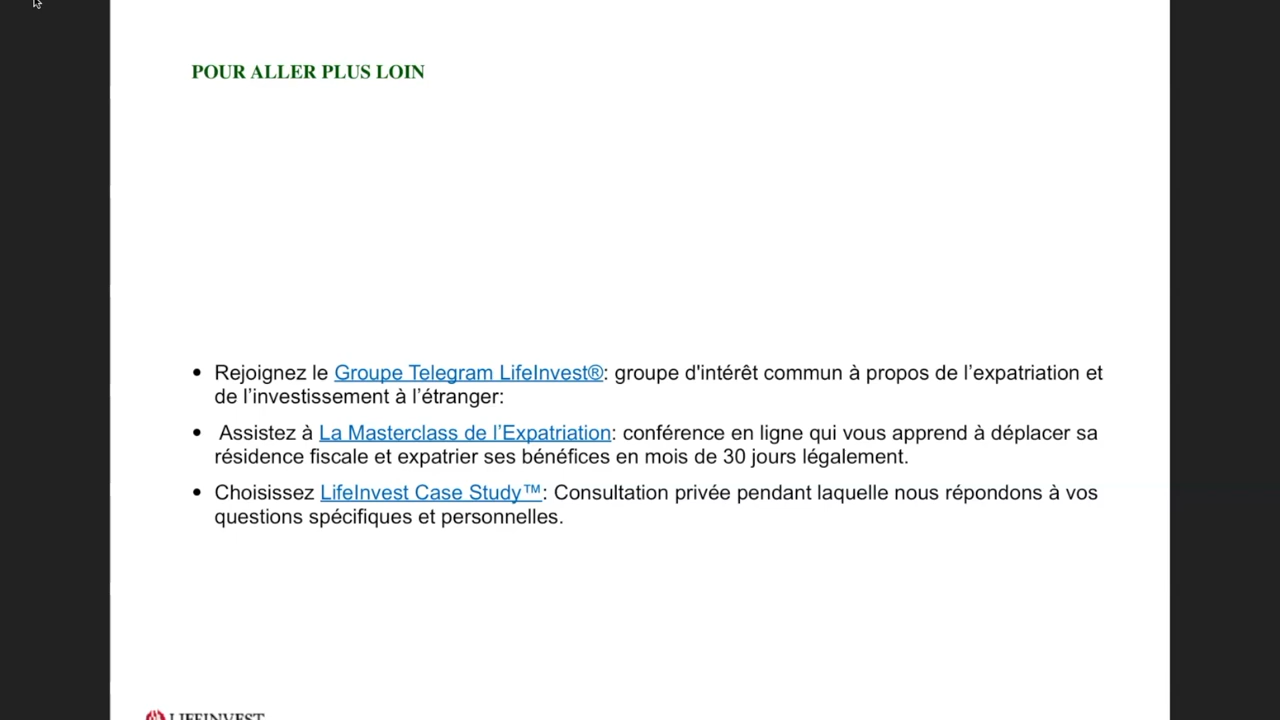 POUR ALLER PLUS LOIN
• Rejoignez le Groupe Telegram LifeInvest®: groupe d'intérêt commun à propos de l’expatriation et
de l’investissement à l’étranger:
• Assistez à La Masterclass de l’Expatriation: conférence en ligne qui vous apprend à déplacer sa
résidence fiscale et expatrier ses bénéfices en mois de 30 jours légalement.
• Choisissez LifeInvest Case Study™: Consultation privée pendant laquelle nous répondons à vos
questions spécifiques et personnelles.
LIFEINVEST